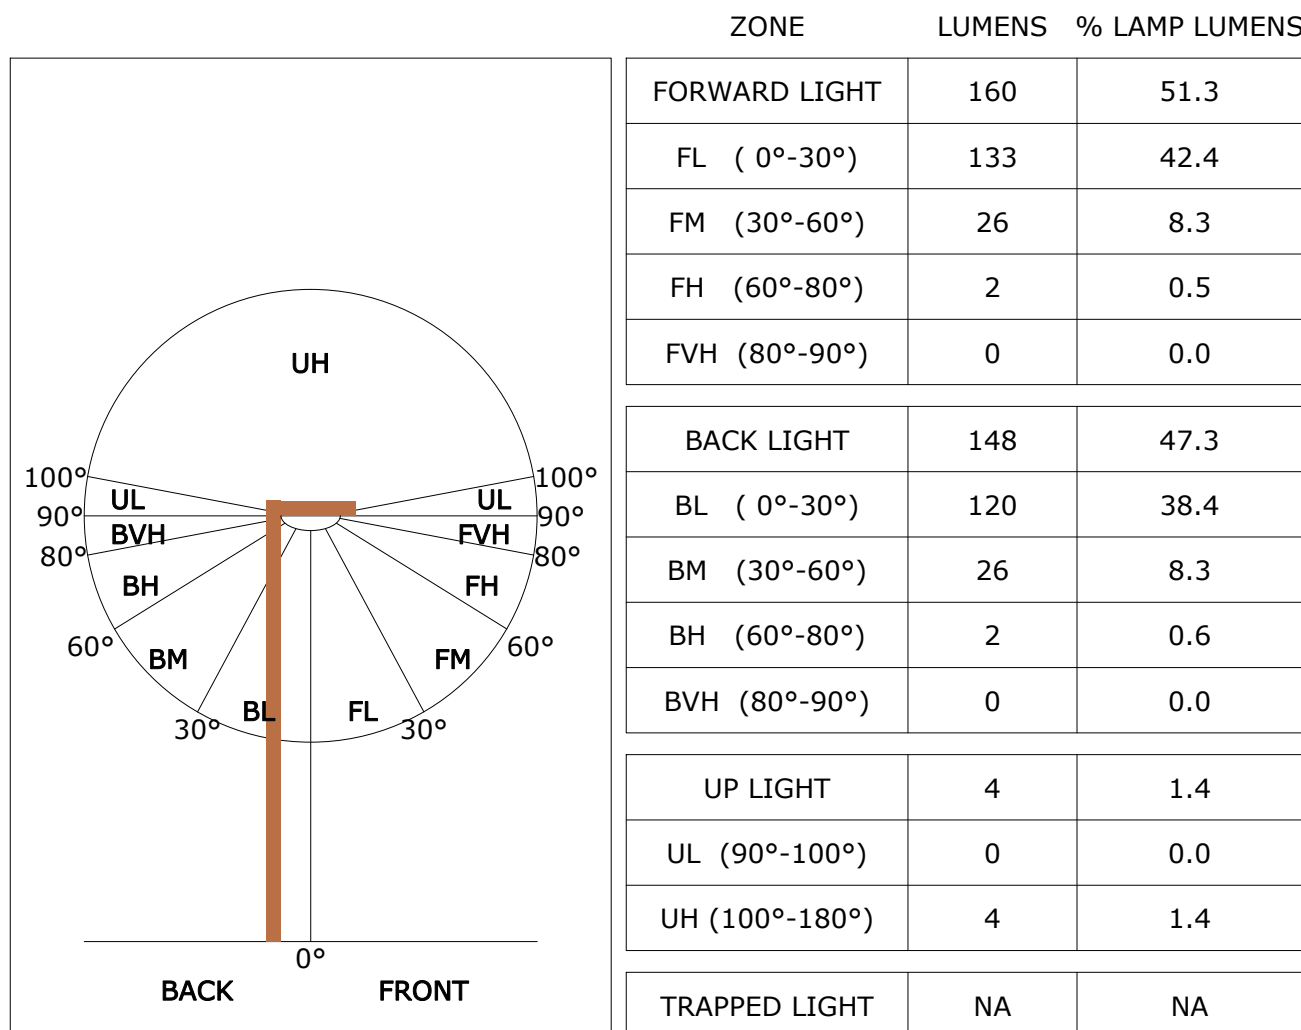 ZONE LUMENS % LAMP LUMENS
FORWARD LIGHT 160 51.3
FL ( 0°-30°) 133 42.4
FM (30°-60°) 26 8.3
FH (60°-80°) 2 0.5
FVH (80°-90°) 0 0.0
BACK LIGHT 148 47.3
BL ( 0°-30°) 120 38.4
BM (30°-60°) 26 8.3
BH (60°-80°) 2 0.6
BVH (80°-90°) 0 0.0
UP LIGHT 4 1.4
UL (90°-100°) 0 0.0
UH (100°-180°) 4 1.4
TRAPPED LIGHT NA NA
UH
100° 100°
UL UL
90° 90°
BVH FVH
80° 80°
BH FH
60° 60°
BM FM
BL FL
30° 30°
0°
BACK FRONT